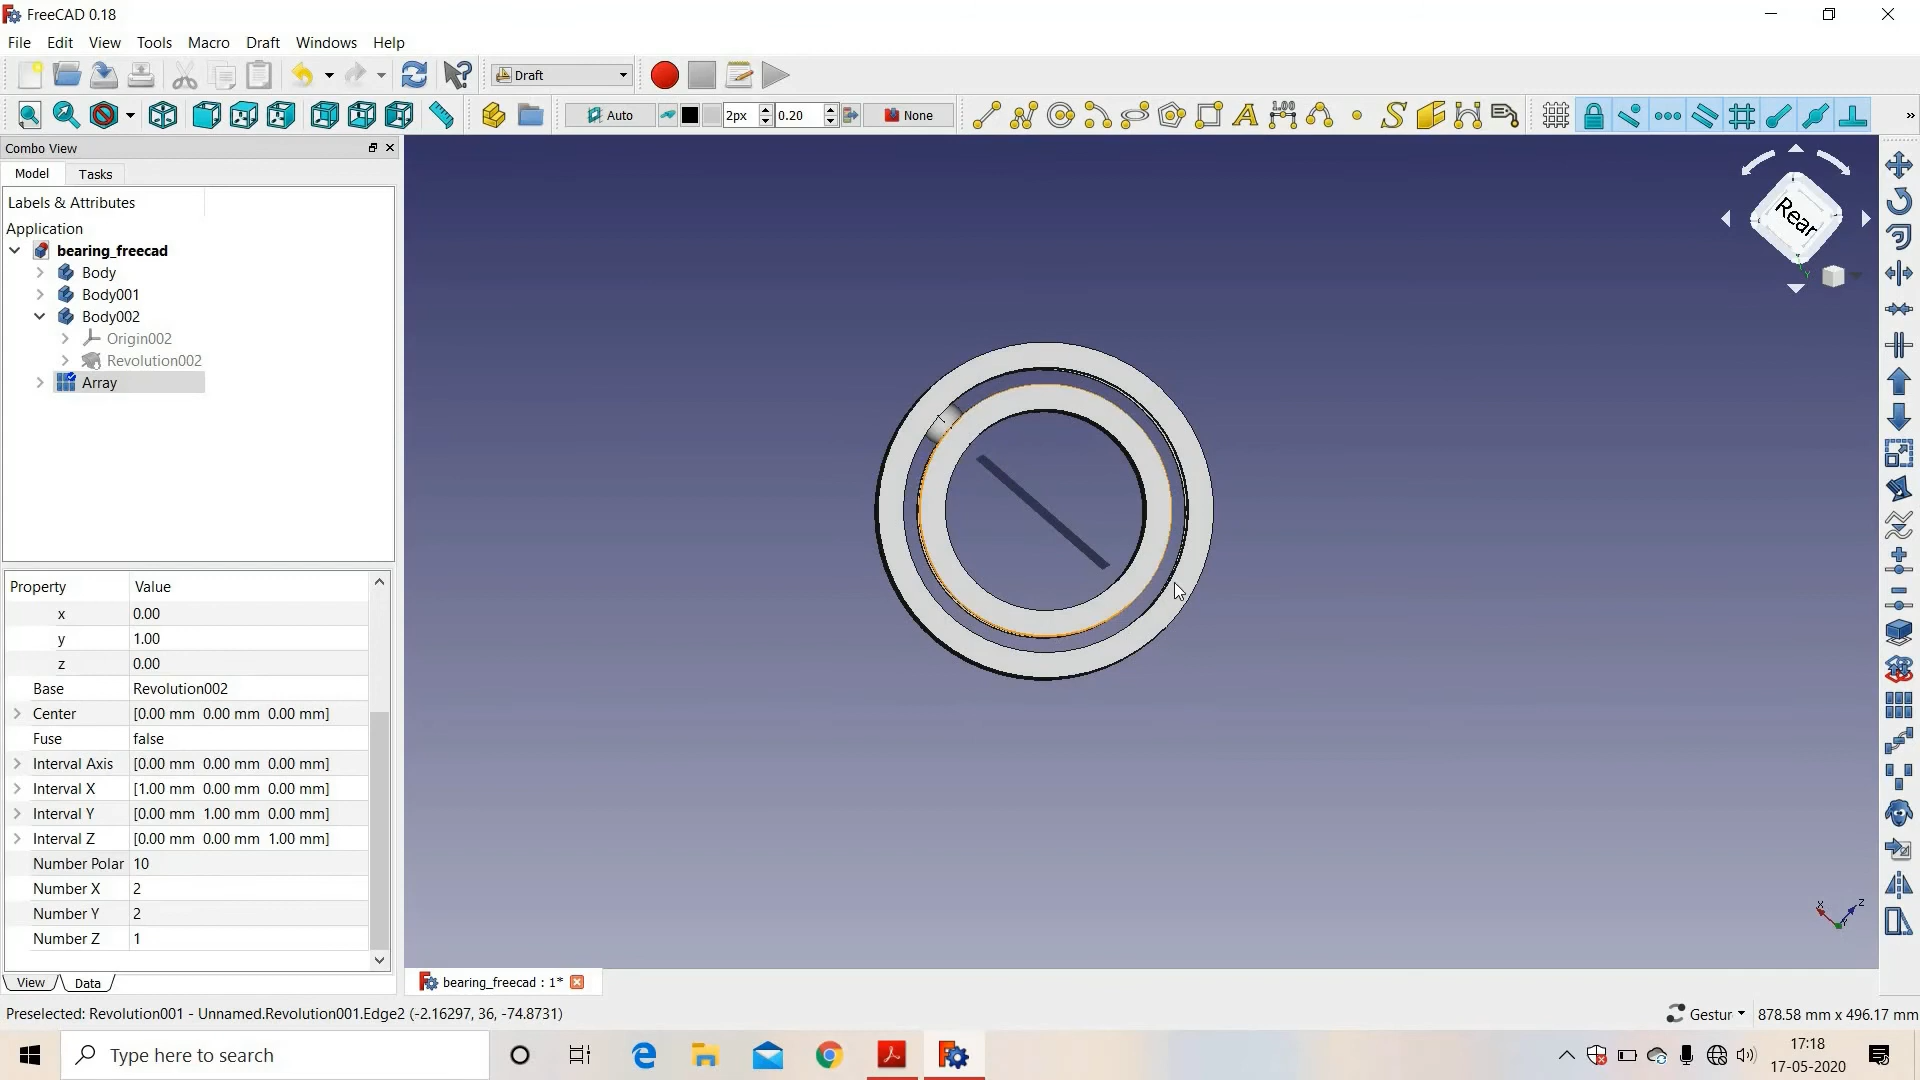 FreeCAD 0.18
File Edit View Tools Macro Draft Windows Help
Draft
Auto 2px 0.20 None 1.00
Combo View
Model Tasks
Labels & Attributes
Application
bearing_freecad
Body
Body001
Body002
Origin002
Revolution002
Array
Rear
Y
Property Value
x 0.00
y 1.00
z 0.00
Base Revolution002
Center [0.00 mm 0.00 mm 0.00 mm]
Fuse false
Interval Axis [0.00 mm 0.00 mm 0.00 mm]
Interval X [1.00 mm 0.00 mm 0.00 mm]
Interval Y [0.00 mm 1.00 mm 0.00 mm]
Interval Z [0.00 mm 0.00 mm 1.00 mm]
Number Polar 10
Number X 2
Number Y 2
Number Z 1
X Z
Y
View Data
bearing_freecad : 1*
Preselected: Revolution001 - Unnamed.Revolution001.Edge2 (-2.16297, 36, -74.8731)
Gestur 878.58 mm x 496.17 mm
Type here to search
17:18
17-05-2020